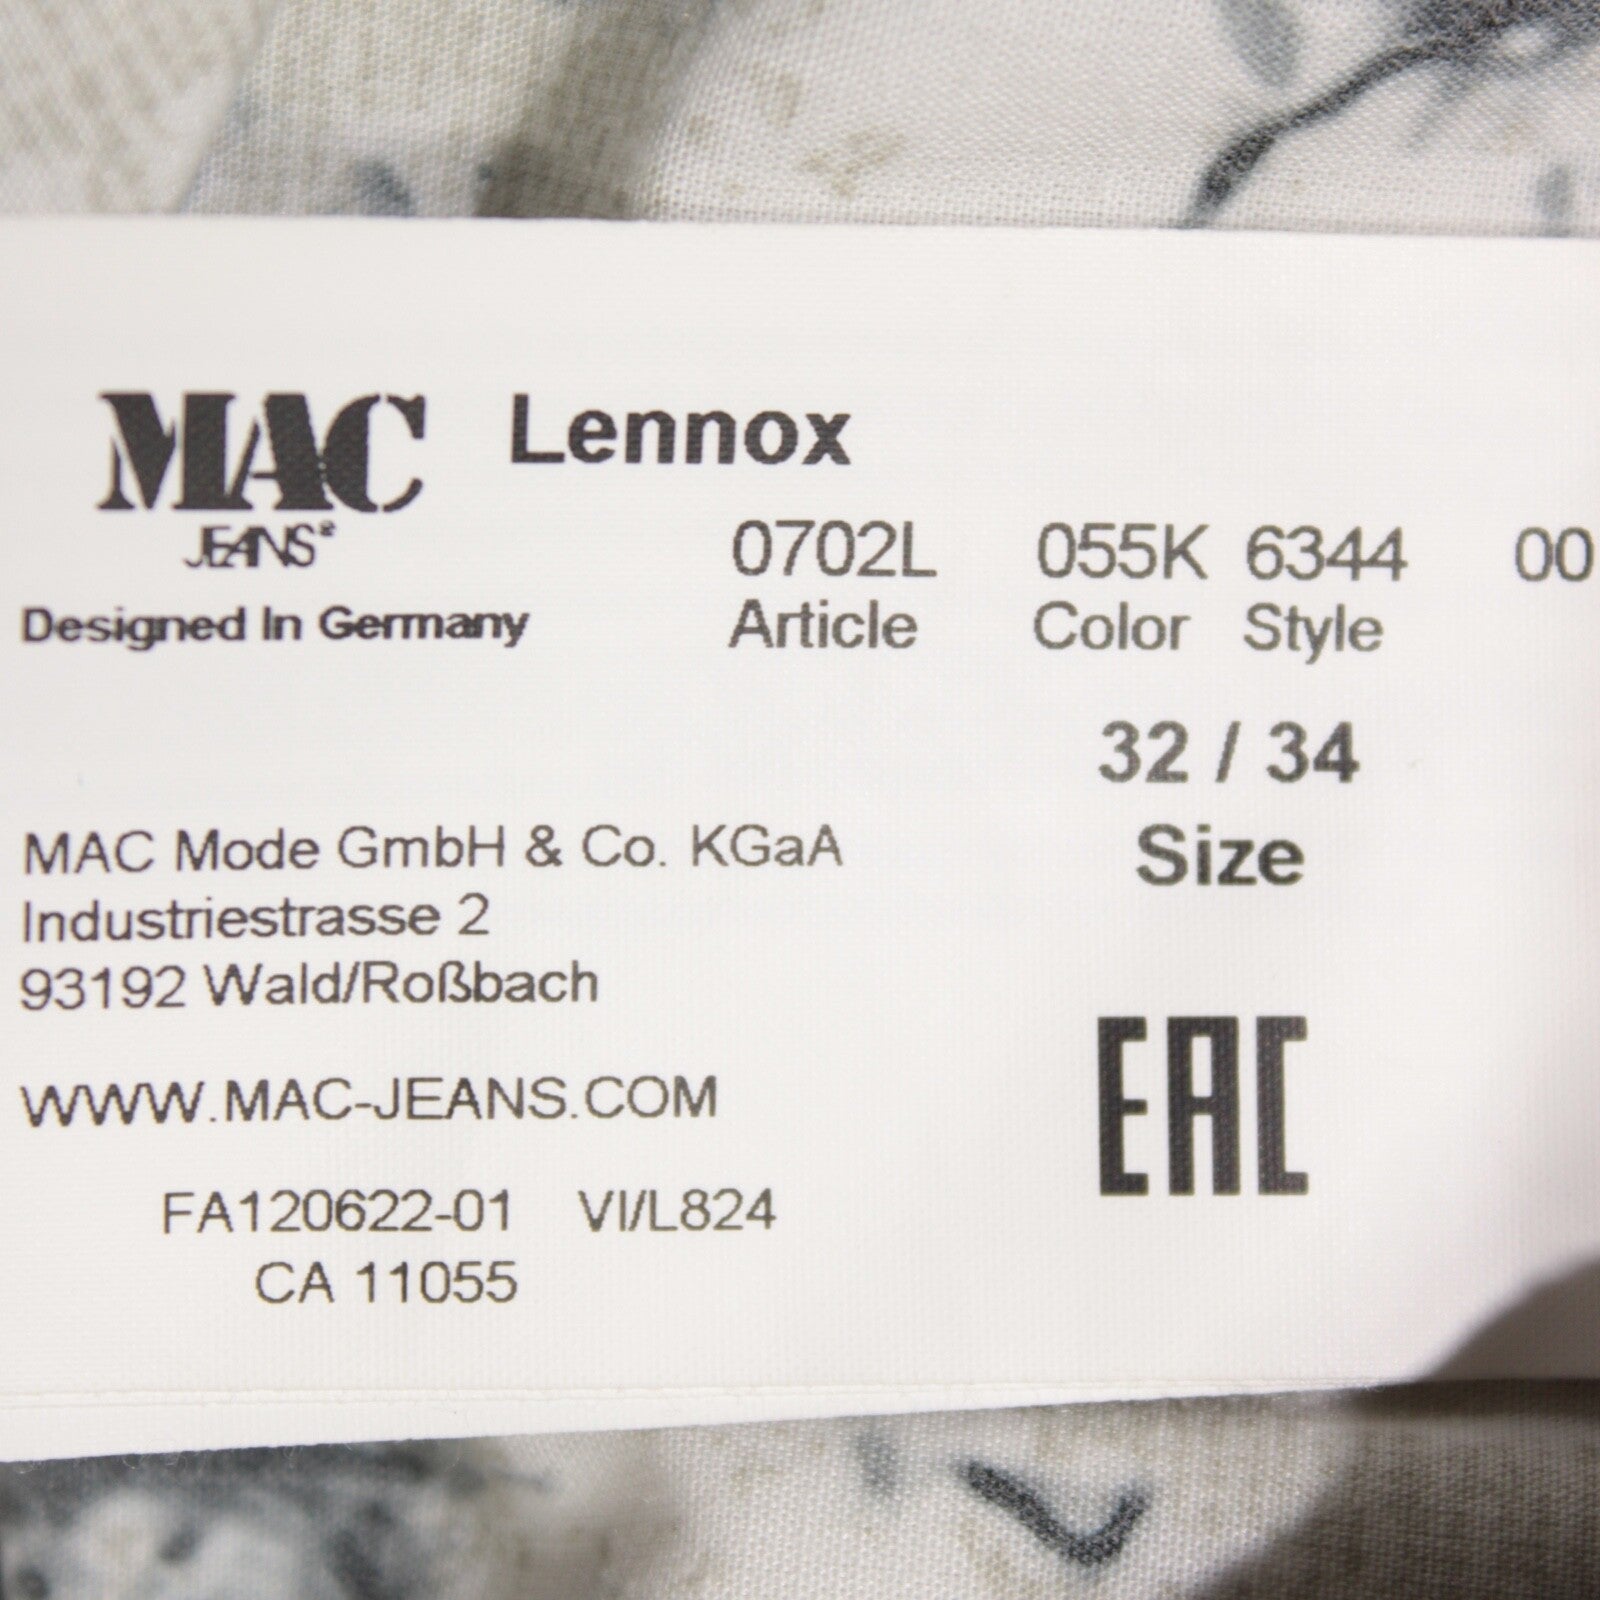 MAC Lennox
JEANS®
0702L 055K 6344 00
Designed In Germany Article Color Style
32 / 34
Size
MAC Mode GmbH & Co. KGaA
Industriestrasse 2
93192 Wald/Roßbach
WWW.MAC-JEANS.COM
EAC
FA120622-01 VI/L824
CA 11055